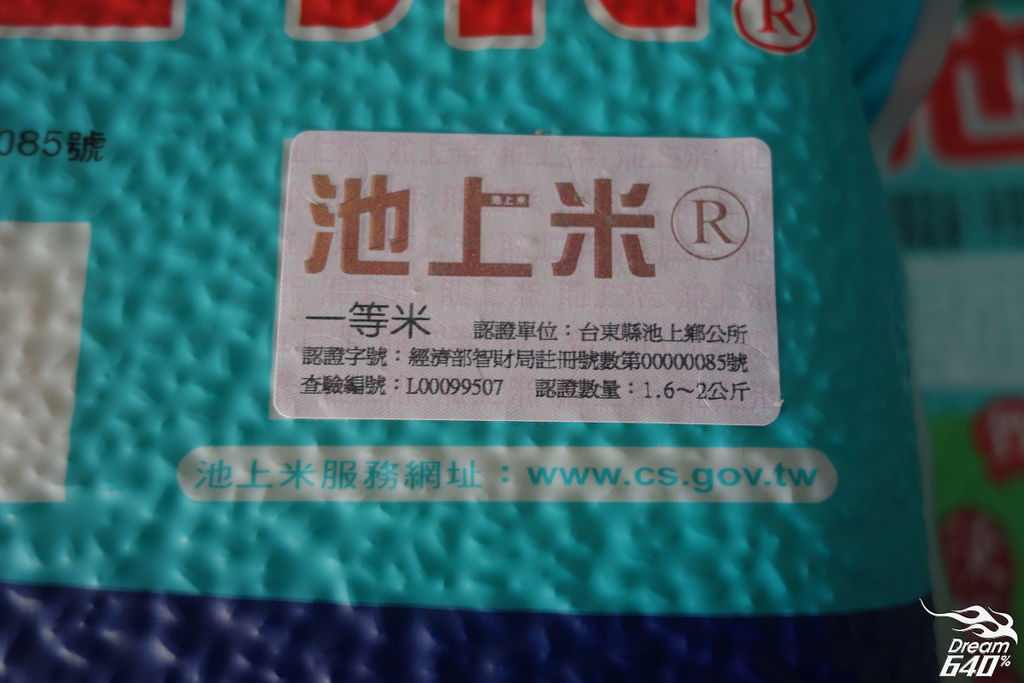 ®
085號
池上米®
一等米
認證單位：台東縣池上鄉公所
認證字號：經濟部智財局註冊號數第00000085號
查驗編號：L00099507 認證數量：1.6～2公斤
池上米服務網址：www.cs.gov.tw
池
Dream
640%